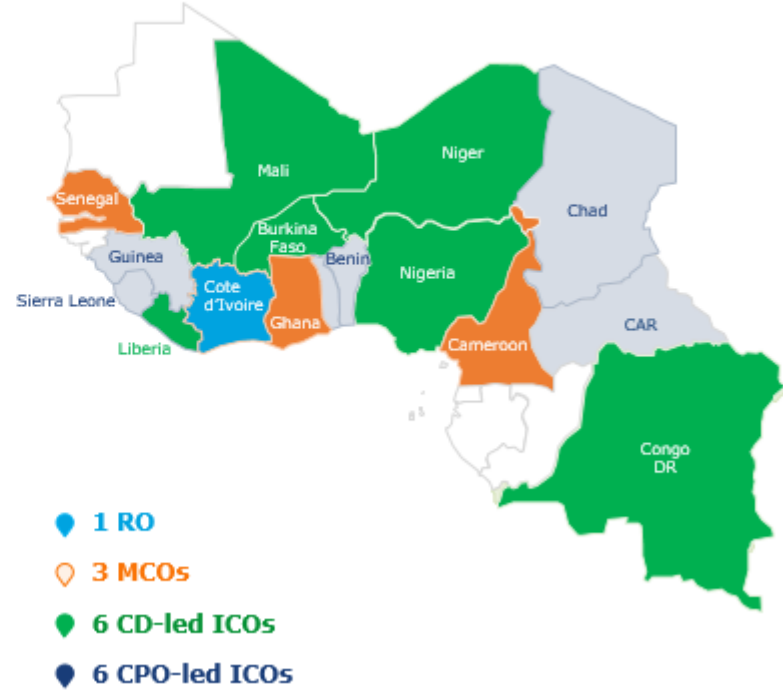 Niger
Mali
Senegal
Chad
Burkina
Faso
Guinea
Benin
Nigeria
Cote
d'Ivoire
Sierra Leone
Ghana
CAR
Liberia
Cameroon
Congo
DR
1 RO
3 MCOs
6 CD-led ICOs
6 CPO-led ICOs